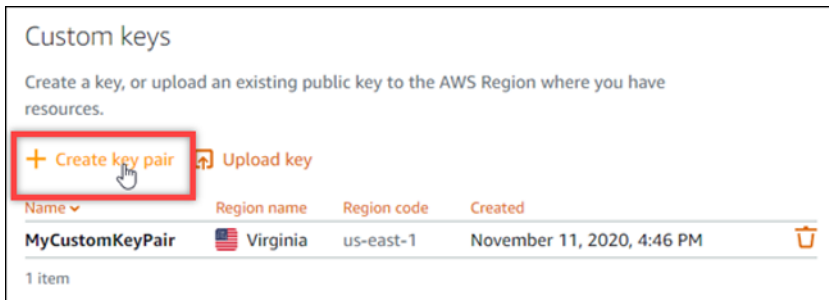 Custom keys
Create a key, or upload an existing public key to the AWS Region where you have
resources.
+ Create key pair Upload key
Name Region name Region code Created
MyCustomKeyPair Virginia us-east-1 November 11, 2020, 4:46 PM
1 item